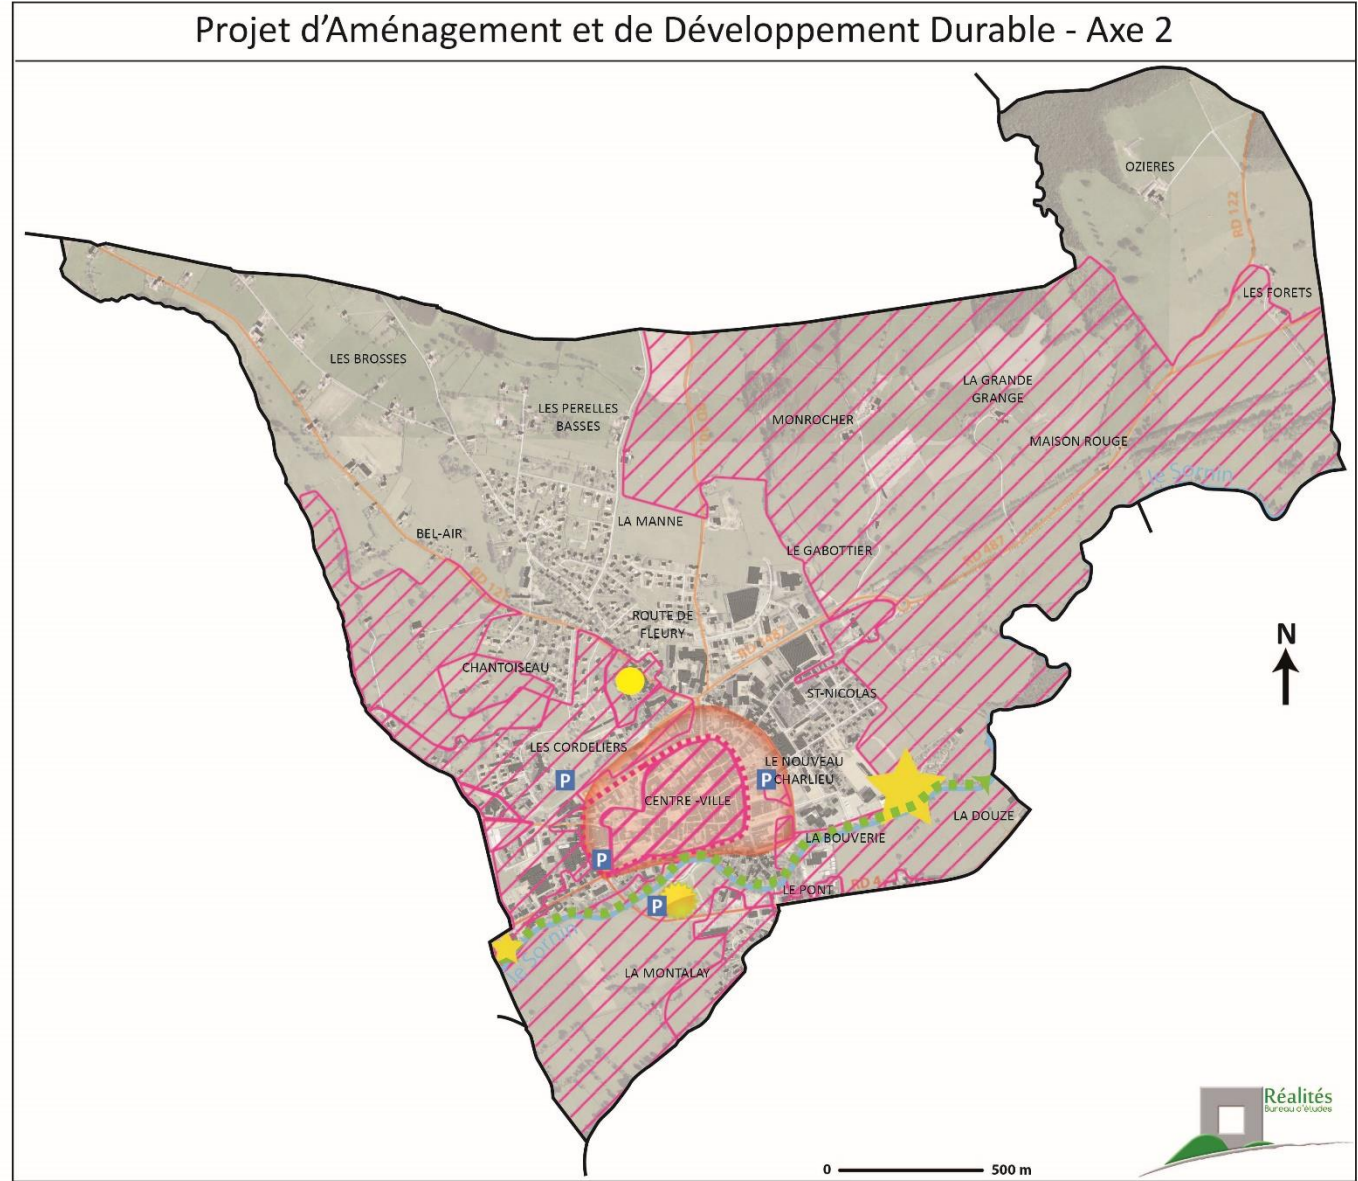 Projet d'Aménagement et de Développement Durable - Axe 2
OZIERES
RD 122
LES FORETS
LES BROSSES
LA GRANDE
GRANGE
LES PERELLES
BASSES
MONROCHER
MAISON ROUGE
le Sornin
LA MANNE
BEL-AIR
LE GABOTTIER
RD 487
ROUTE DE
FLEURY
N
CHANTOISEAU
ST-NICOLAS
LES CORDELIERS
LE NOUVEAU
CHARLIEU
P
P
CENTRE -VILLE
LA DOUZE
LA BOUVERIE
P
LE PONT
RD 4
P
le Sornin
LA MONTALAY
Réalités
Bureau d'études
0 500 m